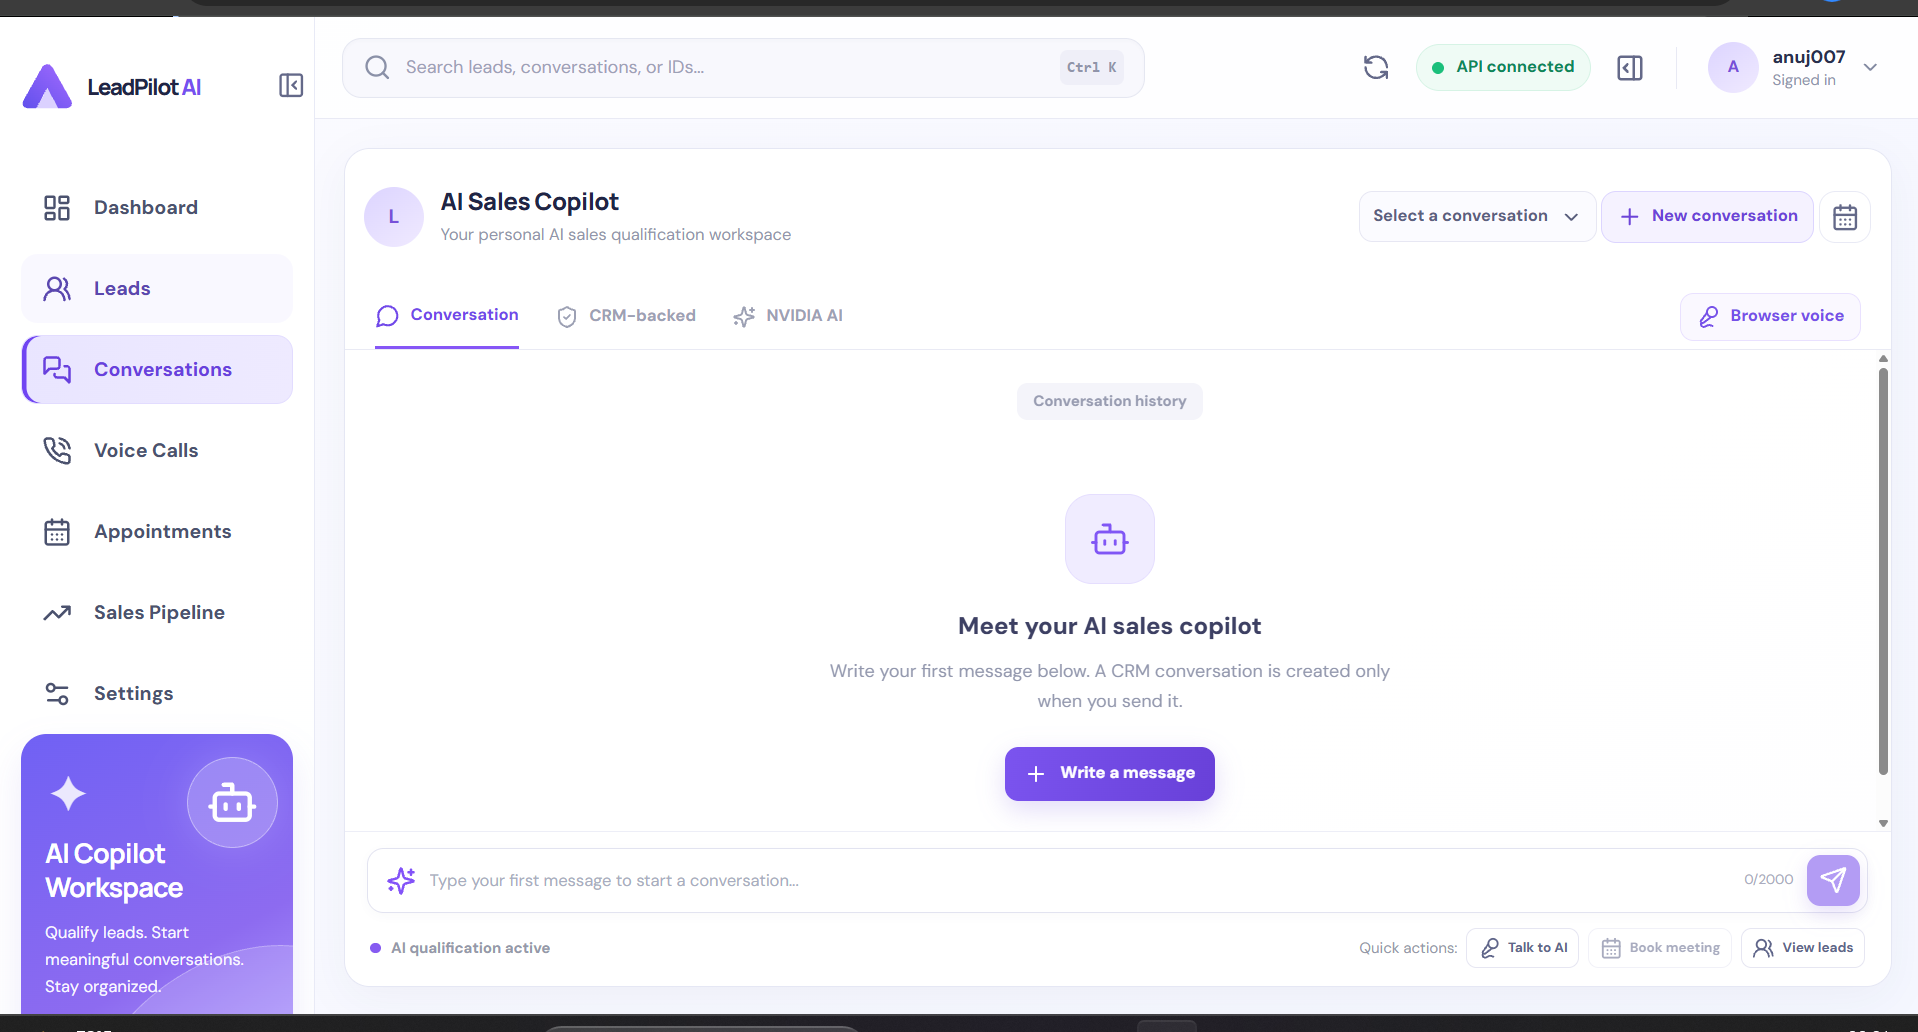 LeadPilot AI
Search leads, conversations, or IDs...
Ctrl K
API connected
A
anuj007
Signed in
Dashboard
Leads
Conversations
Voice Calls
Appointments
Sales Pipeline
Settings
AI Copilot
Workspace
Qualify leads. Start
meaningful conversations.
Stay organized.
L
AI Sales Copilot
Your personal AI sales qualification workspace
Select a conversation
New conversation
Conversation
CRM-backed
NVIDIA AI
Browser voice
Conversation history
Meet your AI sales copilot
Write your first message below. A CRM conversation is created only
when you send it.
Write a message
Type your first message to start a conversation...
0/2000
AI qualification active
Quick actions:
Talk to AI
Book meeting
View leads